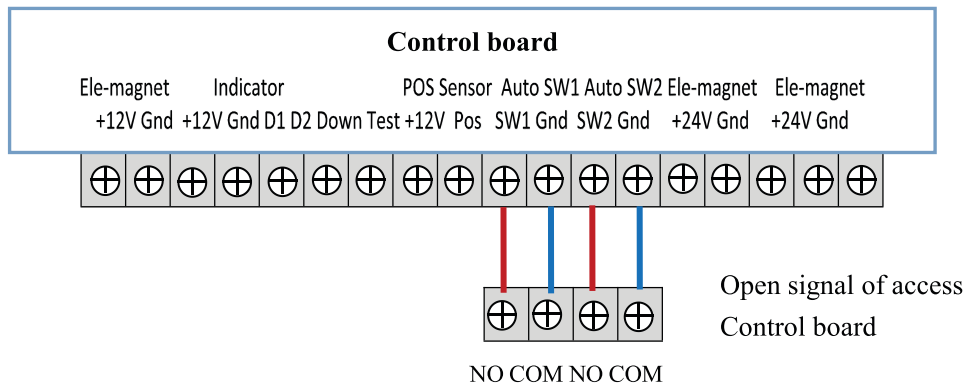 Control board
Ele-magnet Indicator POS Sensor Auto SW1 Auto SW2 Ele-magnet Ele-magnet
+12V Gnd +12V Gnd D1 D2 Down Test +12V Pos SW1 Gnd SW2 Gnd +24V Gnd +24V Gnd
Open signal of access
Control board
NO COM NO COM